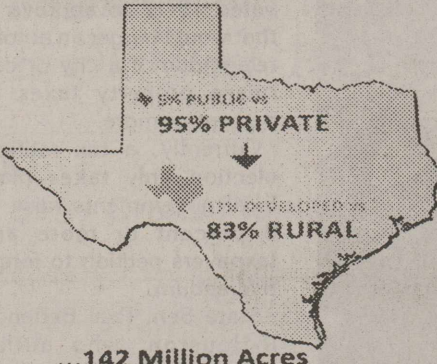 5% PUBLIC vs
95% PRIVATE
17% DEVELOPED vs
83% RURAL
142 Million Acres